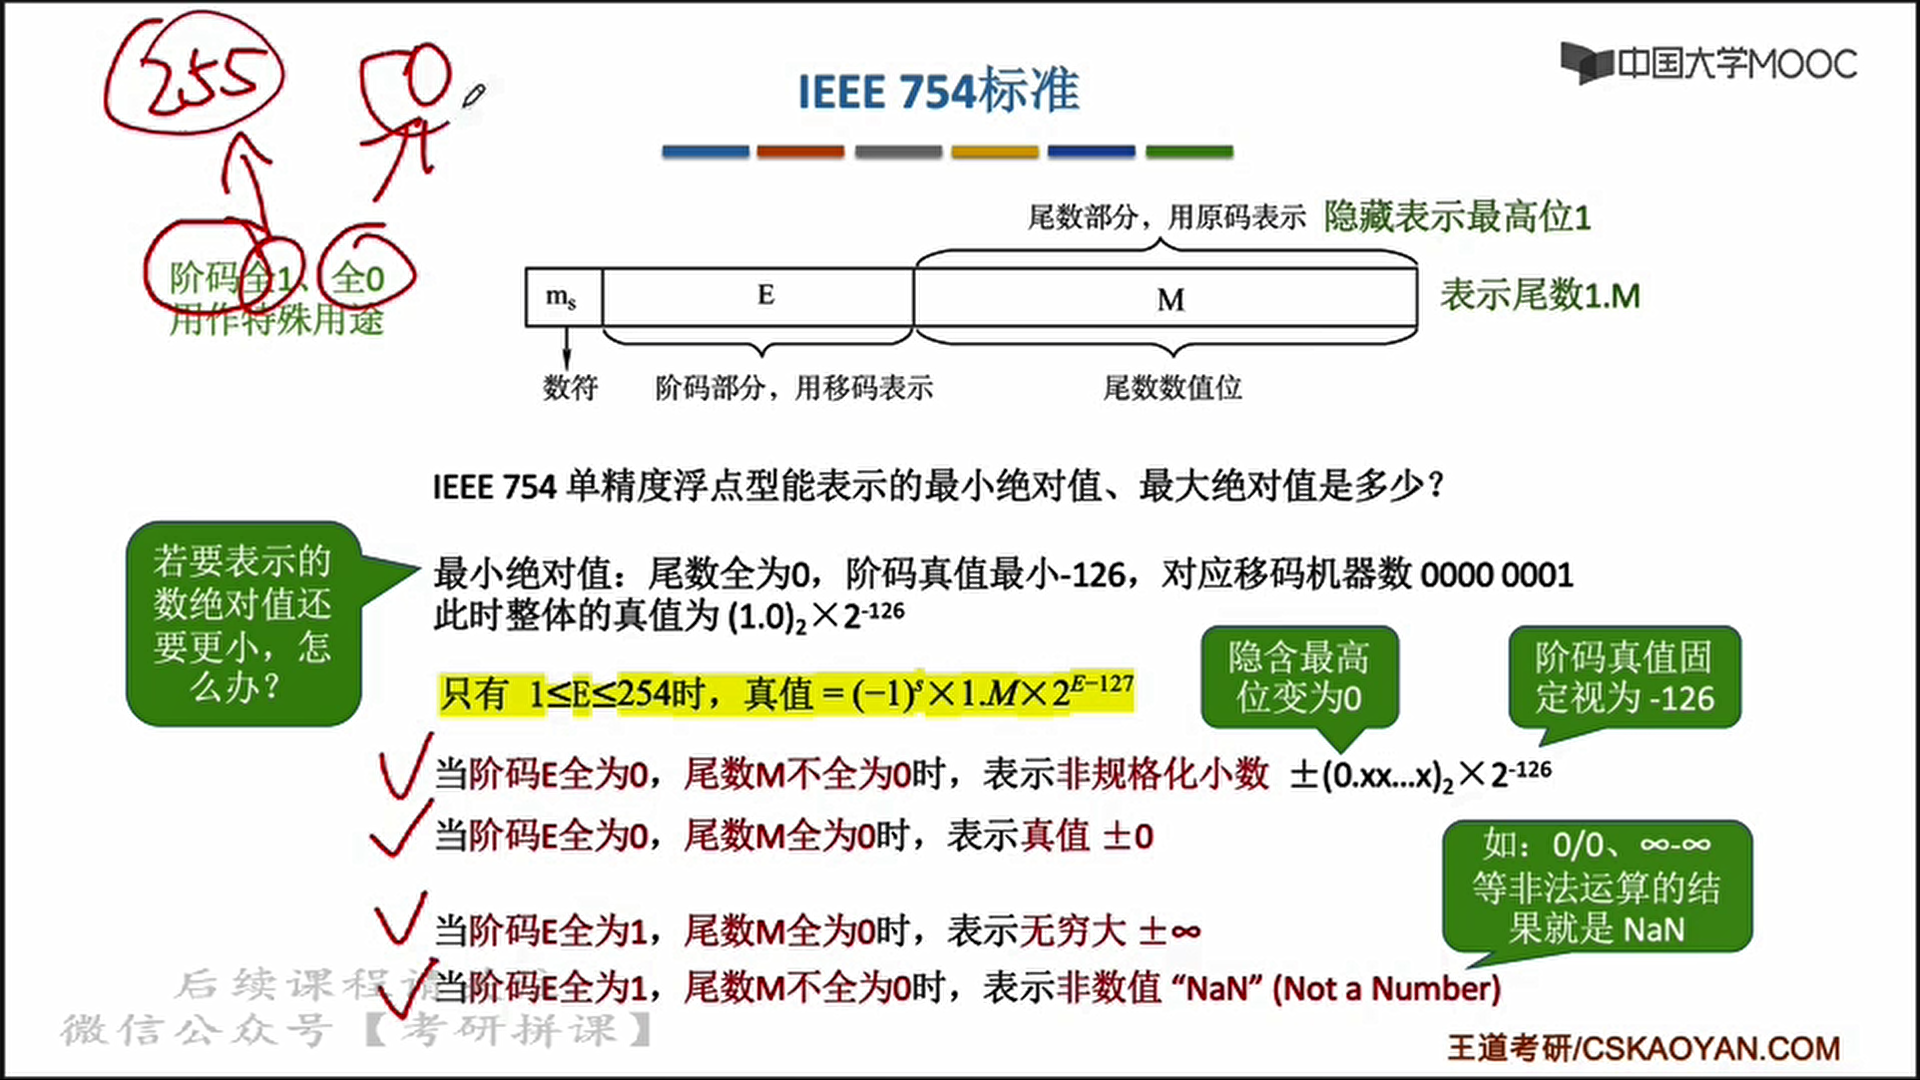 255
0
中国大学MOOC
IEEE 754标准
尾数部分，用原码表示 隐藏表示最高位1
阶码全1、全0
用作特殊用途
mₛ E M
表示尾数1.M
数符 阶码部分，用移码表示 尾数数值位
IEEE 754 单精度浮点型能表示的最小绝对值、最大绝对值是多少？
若要表示的
数绝对值还
要更小，怎
么办？
最小绝对值：尾数全为0，阶码真值最小-126，对应移码机器数 0000 0001
此时整体的真值为 (1.0)₂×2⁻¹²⁶
隐含最高
位变为0
阶码真值固
定视为 -126
只有 1≤E≤254时，真值 = (−1)ˢ×1.M×2ᴱ⁻¹²⁷
当阶码E全为0，尾数M不全为0时，表示非规格化小数 ±(0.xx...x)₂×2⁻¹²⁶
当阶码E全为0，尾数M全为0时，表示真值 ±0
如：0/0、∞-∞
等非法运算的结
果就是 NaN
当阶码E全为1，尾数M全为0时，表示无穷大 ±∞
当阶码E全为1，尾数M不全为0时，表示非数值 “NaN” (Not a Number)
后续课程请
微信公众号【考研拼课】
王道考研/CSKAOYAN.COM